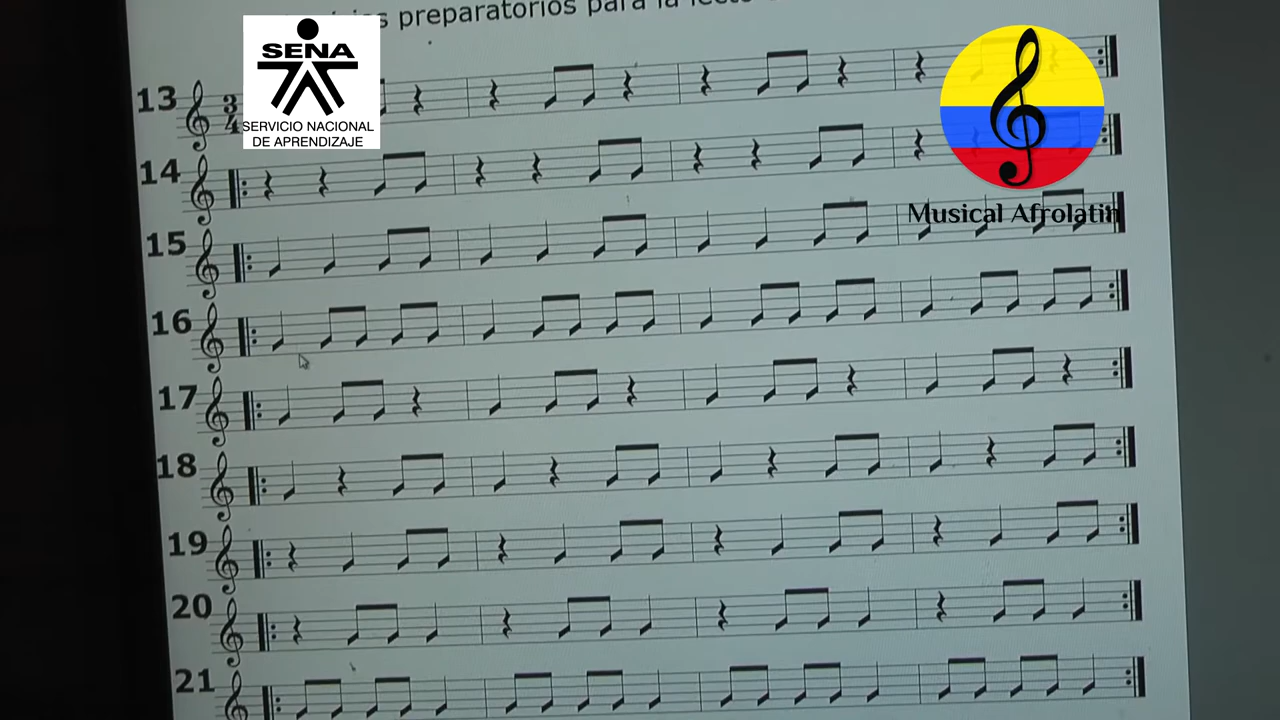 preparatorios para la
SENA
SERVICIO NACIONAL
DE APRENDIZAJE
Musical Afrolatin
13
3
4
14
15
16
17
18
19
20
21